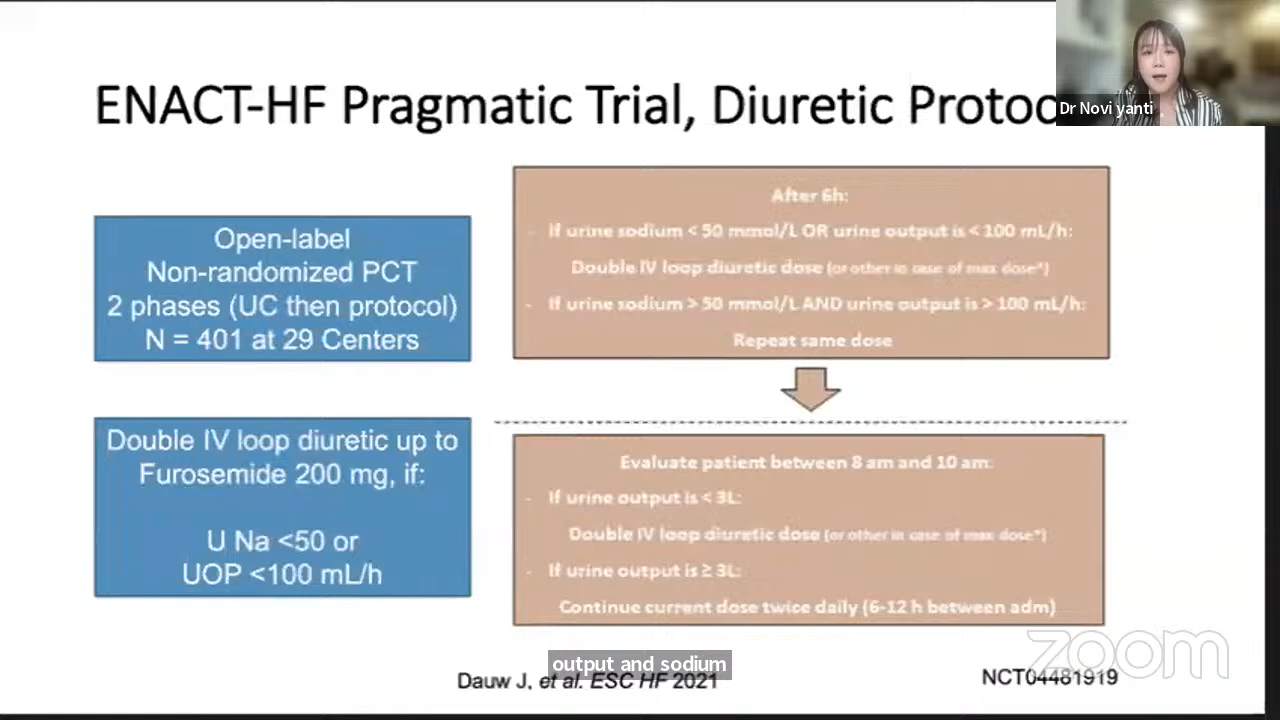 ENACT-HF Pragmatic Trial, Diuretic Protoc
Dr Novi yanti
Open-label
Non-randomized PCT
2 phases (UC then protocol)
N = 401 at 29 Centers
Double IV loop diuretic up to
Furosemide 200 mg, if:
U Na <50 or
UOP <100 mL/h
After 6h:
- If urine sodium < 50 mmol/L OR urine output is < 100 mL/h:
Double IV loop diuretic dose (or other in case of max dose*)
- If urine sodium > 50 mmol/L AND urine output is > 100 mL/h:
Repeat same dose
Evaluate patient between 8 am and 10 am:
- If urine output is < 3L:
Double IV loop diuretic dose (or other in case of max dose*)
- If urine output is ≥ 3L:
Continue current dose twice daily (6-12 h between adm)
output and sodium
Dauw J, et al. ESC HF 2021
NCT04481919
zoom